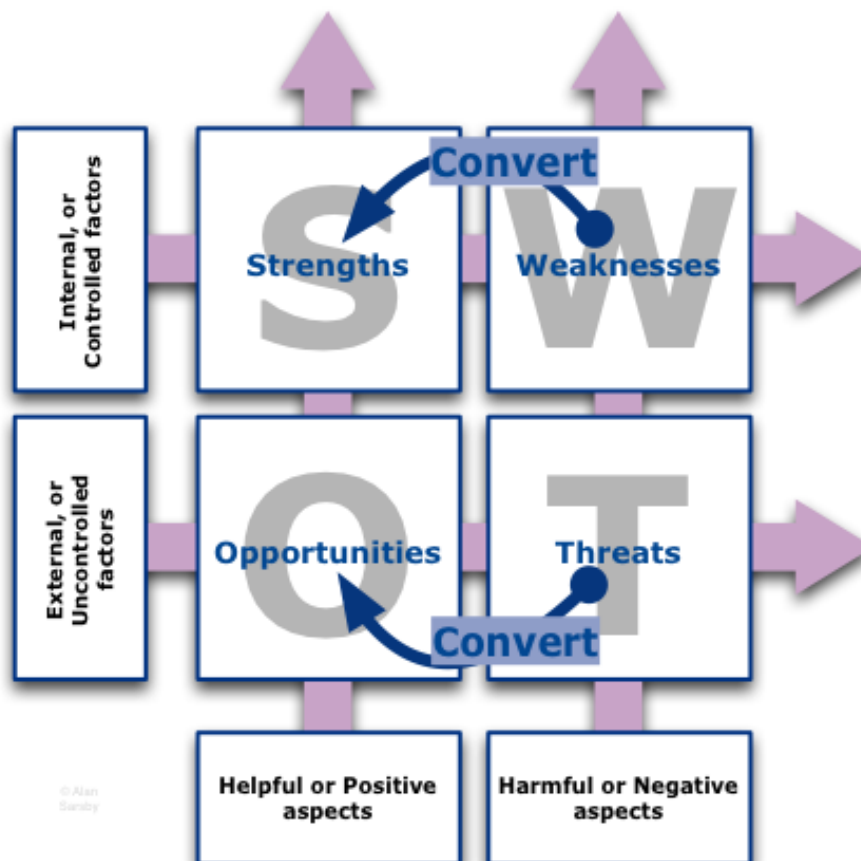 Internal, or
Controlled factors
S
Strengths
Convert
W
Weaknesses
External, or
Uncontrolled
factors
O
Opportunities
T
Threats
Convert
Helpful or Positive
aspects
Harmful or Negative
aspects
© Alan